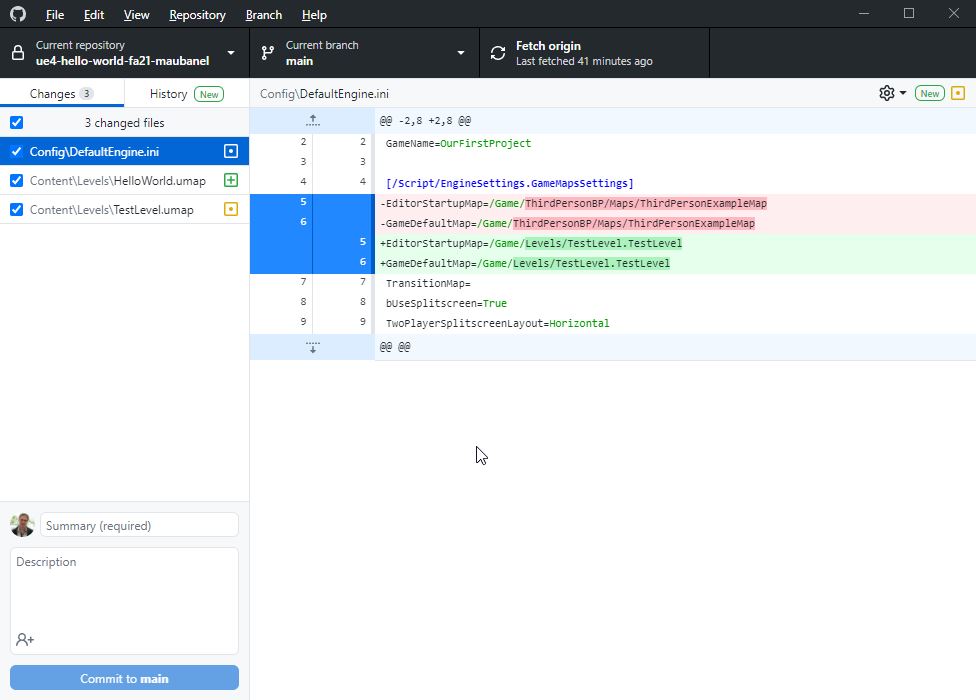 File Edit View Repository Branch Help
Current repository
ue4-hello-world-fa21-maubanel
Current branch
main
Fetch origin
Last fetched 41 minutes ago
Changes 3
History New
Config\DefaultEngine.ini
New
3 changed files
Config\DefaultEngine.ini
Content\Levels\HelloWorld.umap
Content\Levels\TestLevel.umap
@@ -2,8 +2,8 @@
2 2 GameName=OurFirstProject
3 3
4 4 [/Script/EngineSettings.GameMapsSettings]
5 -EditorStartupMap=/Game/ThirdPersonBP/Maps/ThirdPersonExampleMap
6 -GameDefaultMap=/Game/ThirdPersonBP/Maps/ThirdPersonExampleMap
5 +EditorStartupMap=/Game/Levels/TestLevel.TestLevel
6 +GameDefaultMap=/Game/Levels/TestLevel.TestLevel
7 7 TransitionMap=
8 8 bUseSplitscreen=True
9 9 TwoPlayerSplitscreenLayout=Horizontal
@@ @@
Summary (required)
Description
Commit to main